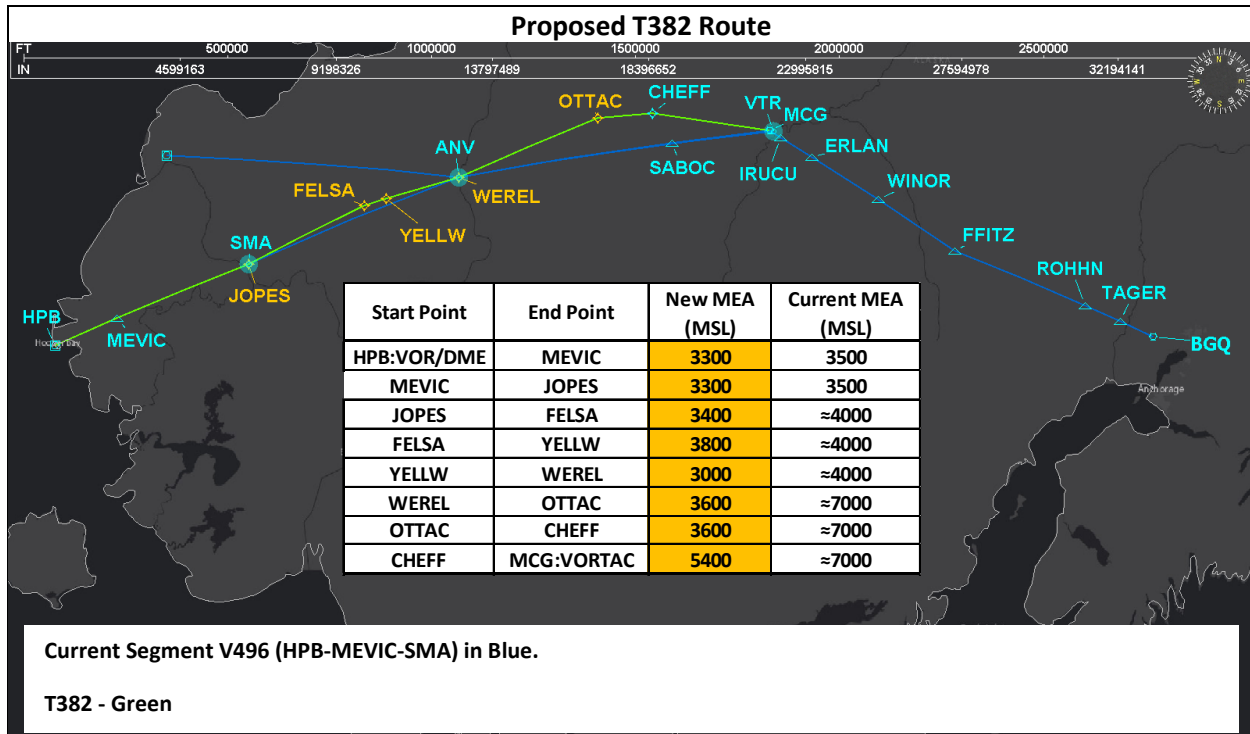 Proposed T382 Route
FT 500000 1000000 1500000 2000000 2500000
IN 4599163 9198326 13797489 18396652 22995815 27594978 32194141
CHEFF
OTTAC
VTR
MCG
ANV
SABOC
IRUCU
ERLAN
FELSA
WEREL
WINOR
YELLW
SMA
FFITZ
JOPES
ROHHN
TAGER
HPB
MEVIC
BGQ
Anchorage
Start Point End Point New MEA (MSL) Current MEA (MSL)
HPB:VOR/DME MEVIC 3300 3500
MEVIC JOPES 3300 3500
JOPES FELSA 3400 ≈4000
FELSA YELLW 3800 ≈4000
YELLW WEREL 3000 ≈4000
WEREL OTTAC 3600 ≈7000
OTTAC CHEFF 3600 ≈7000
CHEFF MCG:VORTAC 5400 ≈7000
Current Segment V496 (HPB-MEVIC-SMA) in Blue.
T382 - Green